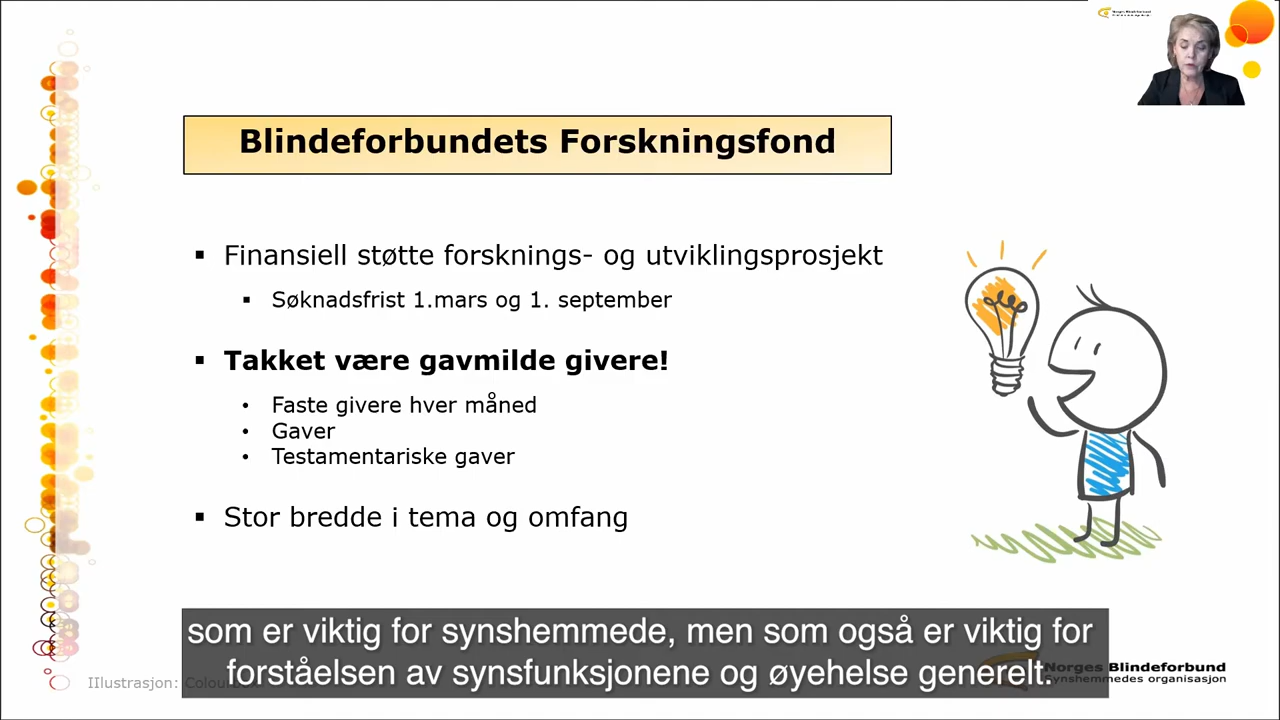 Blindeforbundets Forskningsfond
▪ Finansiell støtte forsknings- og utviklingsprosjekt
▪ Søknadsfrist 1.mars og 1. september
▪ Takket være gavmilde givere!
• Faste givere hver måned
• Gaver
• Testamentariske gaver
▪ Stor bredde i tema og omfang
som er viktig for synshemmede, men som også er viktig for
forståelsen av synsfunksjonene og øyehelse generelt.
IIlustrasjon:
Norges Blindeforbund
Synshemmedes organisasjon